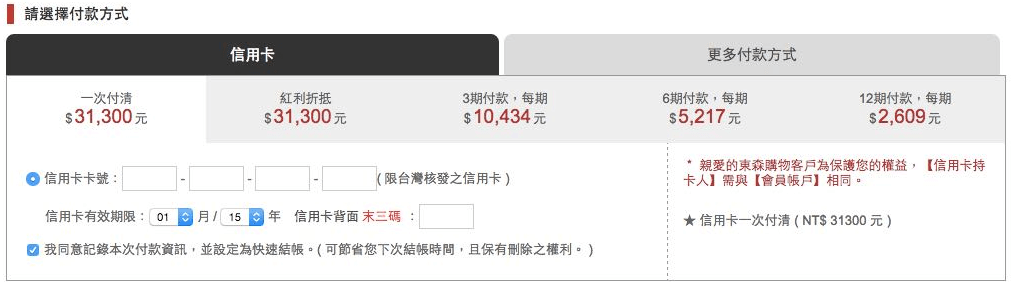 請選擇付款方式
信用卡
更多付款方式
一次付清
$31,300元
紅利折抵
$31,300元
3期付款，每期
$10,434元
6期付款，每期
$5,217元
12期付款，每期
$2,609元
信用卡卡號： - - - ( 限台灣核發之信用卡 )
信用卡有效期限： 01 月 / 15 年 信用卡背面 末三碼 ：
我同意記錄本次付款資訊，並設定為快速結帳。( 可節省您下次結帳時間，且保有刪除之權利。 )
* 親愛的東森購物客戶為保護您的權益，【信用卡持
卡人】需與【會員帳戶】相同。
★ 信用卡一次付清 ( NT$ 31300 元 )